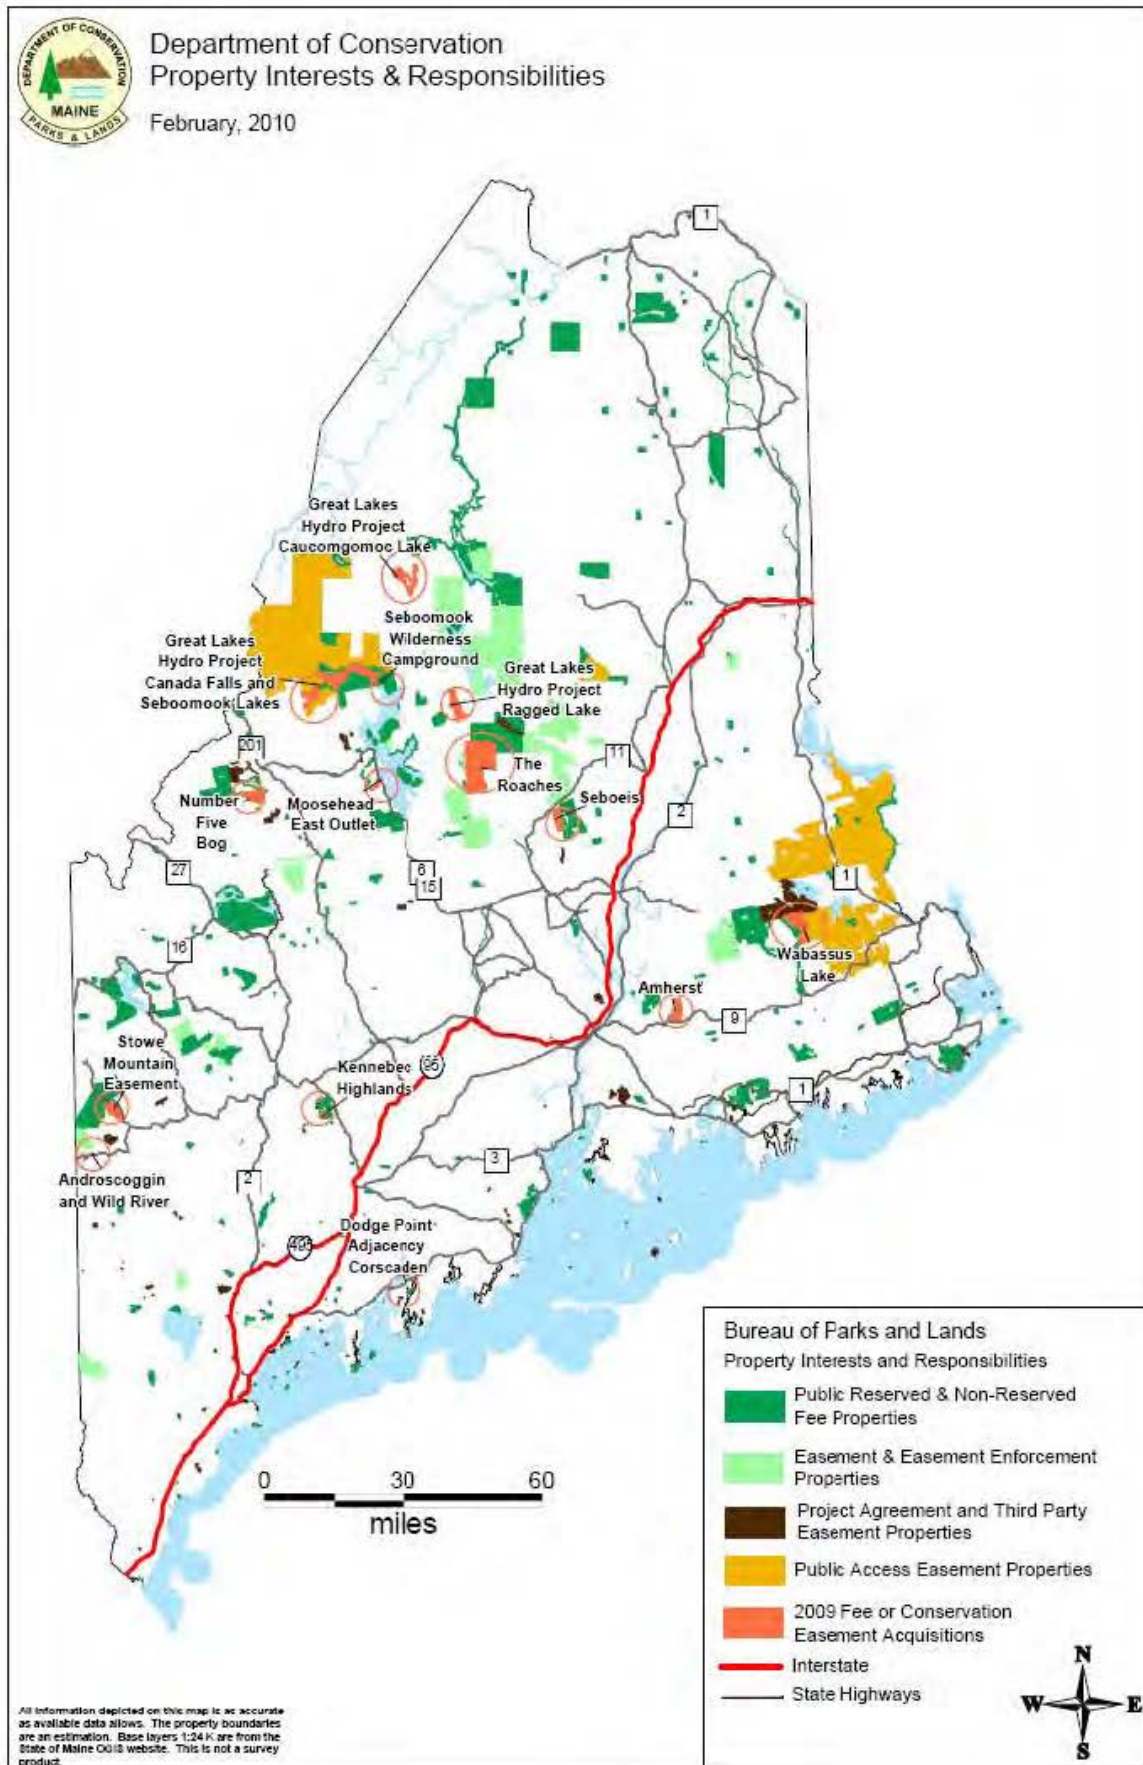 DEPARTMENT OF CONSERVATION
MAINE
PARKS & LANDS
Department of Conservation
Property Interests & Responsibilities
February, 2010
1
Great Lakes
Hydro Project
Caucomgomoc Lake
Seboomook
Wilderness
Campground
Great Lakes
Hydro Project
Canada Falls and
Seboomook Lakes
Great Lakes
Hydro Project
Ragged Lake
201
11
The
Roaches
Number
Five
Bog
Moosehead
East Outlet
Seboeis
2
27
6
15
1
16
Wabassus
Lake
Amherst
9
Stowe
Mountain
Easement
Kennebec
Highlands
95
1
3
Androscoggin
and Wild River
2
Dodge Point
Adjacency
Corscaden
495
0 30 60
miles
Bureau of Parks and Lands
Property Interests and Responsibilities
Public Reserved & Non-Reserved
Fee Properties
Easement & Easement Enforcement
Properties
Project Agreement and Third Party
Easement Properties
Public Access Easement Properties
2009 Fee or Conservation
Easement Acquisitions
Interstate
State Highways
N
W E
S
All information depicted on this map is as accurate
as available data allows. The property boundaries
are an estimation. Base layers 1:24 K are from the
State of Maine OGIS website. This is not a survey
product.